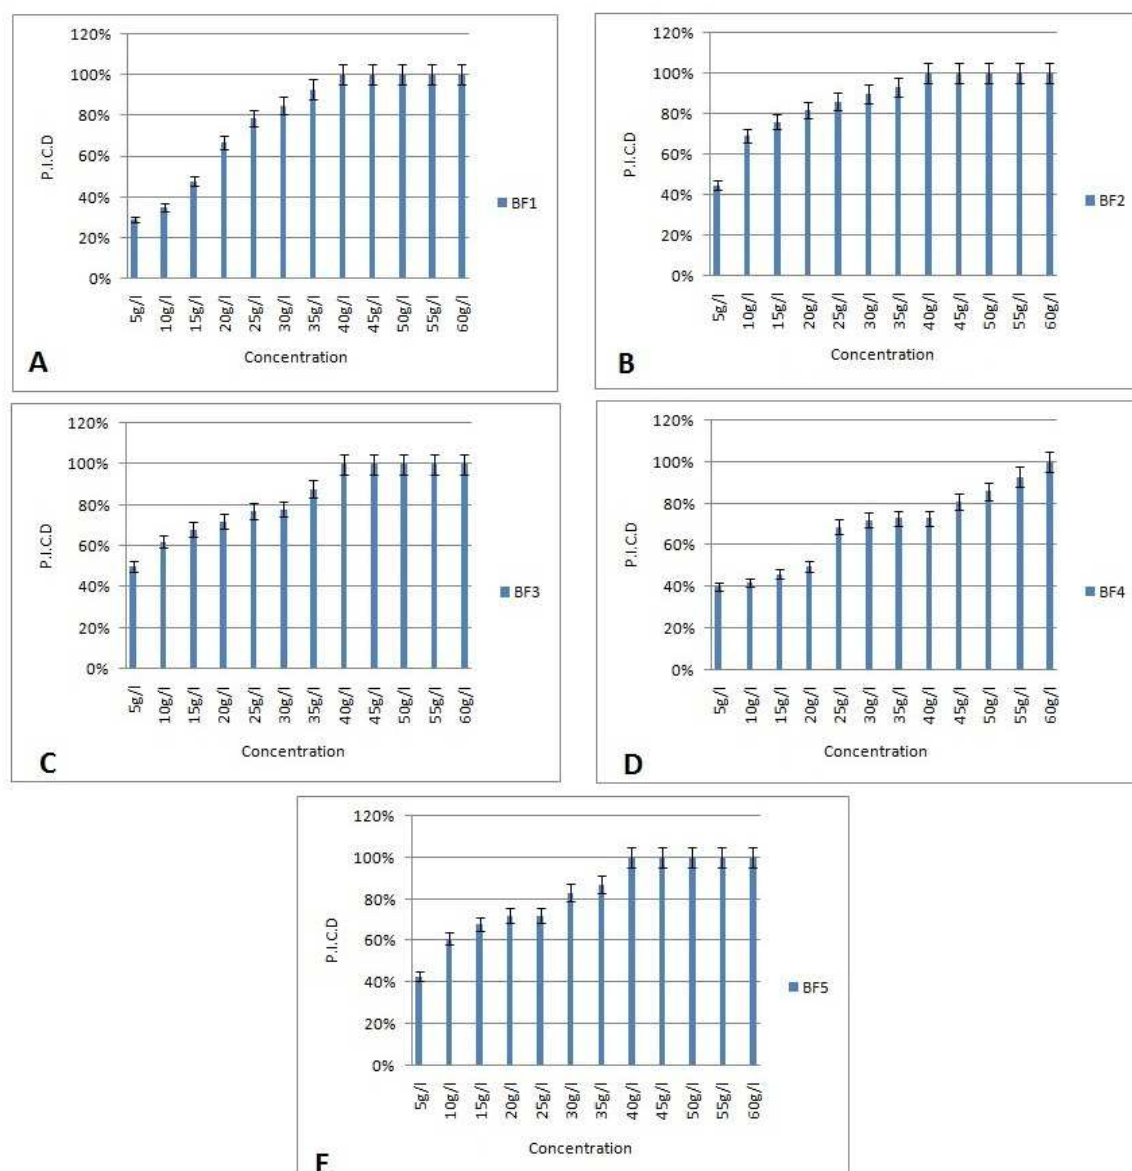 120%
100%
80%
60%
40%
20%
0%
P.I.C.D
5g/l
10g/l
15g/l
20g/l
25g/l
30g/l
35g/l
40g/l
45g/l
50g/l
55g/l
60g/l
Concentration
BF1
A
120%
100%
80%
60%
40%
20%
0%
P.I.C.D
5g/l
10g/l
15g/l
20g/l
25g/l
30g/l
35g/l
40g/l
45g/l
50g/l
55g/l
60g/l
Concentration
BF2
B
120%
100%
80%
60%
40%
20%
0%
P.I.C.D
5g/l
10g/l
15g/l
20g/l
25g/l
30g/l
35g/l
40g/l
45g/l
50g/l
55g/l
60g/l
Concentration
BF3
C
120%
100%
80%
60%
40%
20%
0%
P.I.C.D
5g/l
10g/l
15g/l
20g/l
25g/l
30g/l
35g/l
40g/l
45g/l
50g/l
55g/l
60g/l
Concentration
BF4
D
120%
100%
80%
60%
40%
20%
0%
P.I.C.D
5g/l
10g/l
15g/l
20g/l
25g/l
30g/l
35g/l
40g/l
45g/l
50g/l
55g/l
60g/l
Concentration
BF5
E